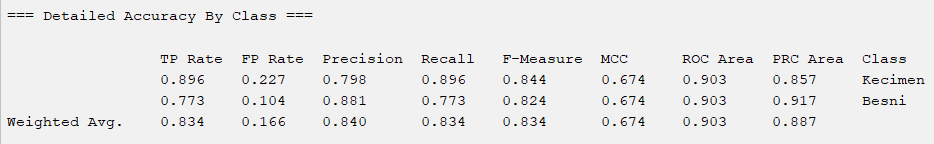 === Detailed Accuracy By Class ===
TP Rate FP Rate Precision Recall F-Measure MCC ROC Area PRC Area Class
0.896 0.227 0.798 0.896 0.844 0.674 0.903 0.857 Kecimen
0.773 0.104 0.881 0.773 0.824 0.674 0.903 0.917 Besni
Weighted Avg. 0.834 0.166 0.840 0.834 0.834 0.674 0.903 0.887